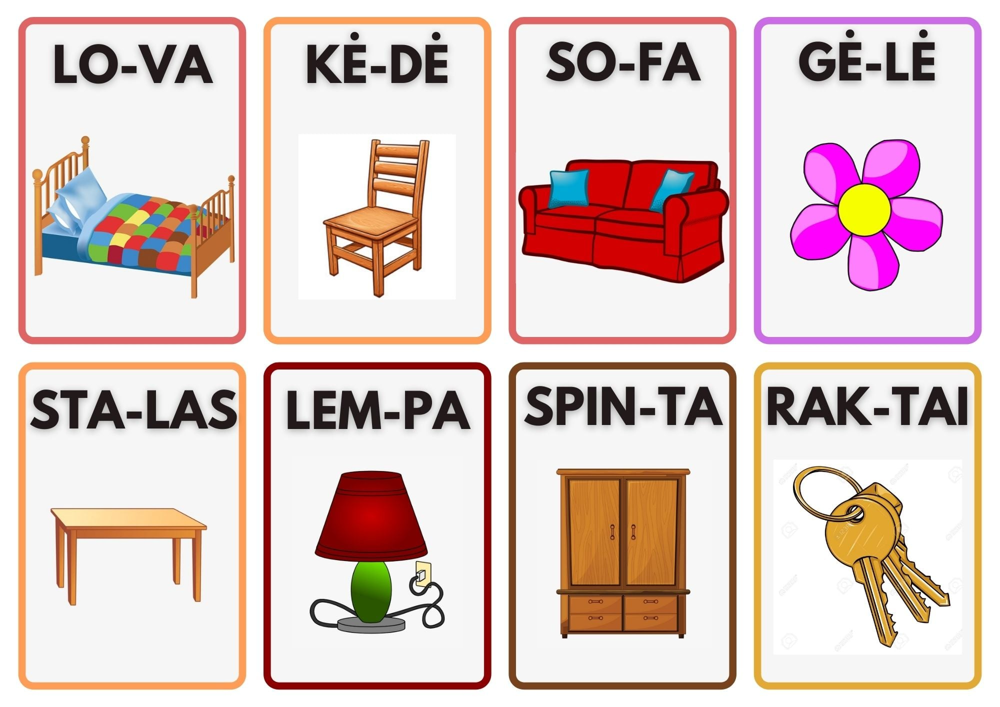 LO-VA
KĖ-DĖ
SO-FA
GĖ-LĖ
STA-LAS
LEM-PA
SPIN-TA
RAK-TAI